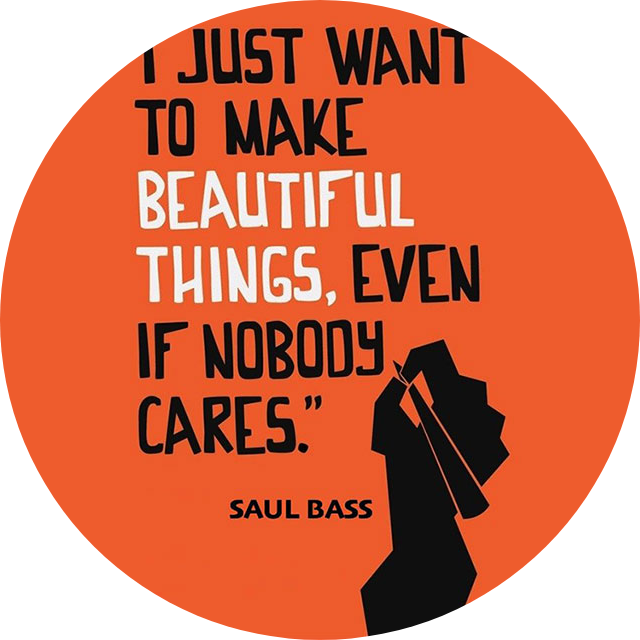 I JUST WANT
TO MAKE
BEAUTIFUL
THINGS, EVEN
IF NOBODY
CARES.”
SAUL BASS